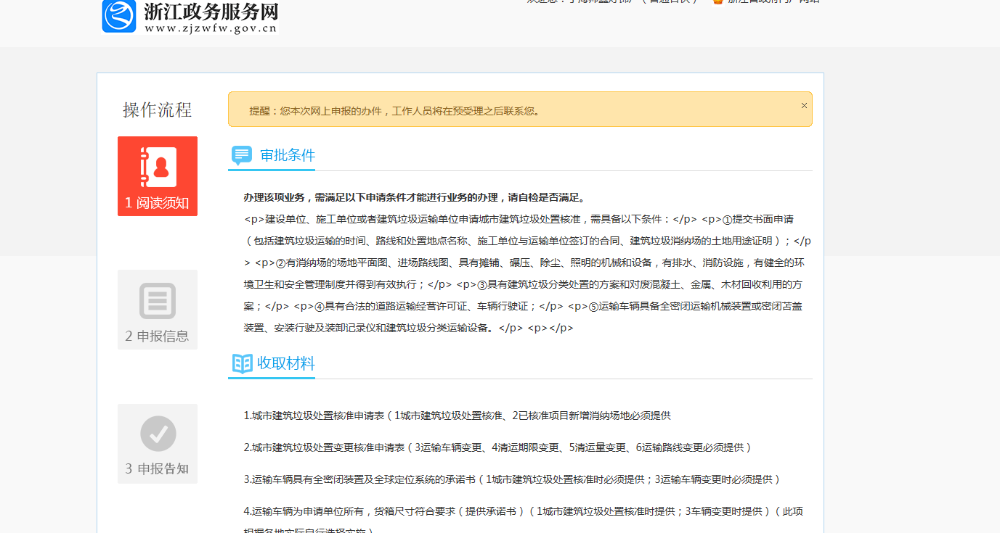 浙江政务服务网
www.zjzwfw.gov.cn
操作流程
提醒：您本次网上申报的办件，工作人员将在预受理之后联系您。
×
1 阅读须知
审批条件
办理该项业务，需满足以下申请条件才能进行业务的办理，请自检是否满足。
<p>建设单位、施工单位或者建筑垃圾运输单位申请城市建筑垃圾处置核准，需具备以下条件：</p> <p>①提交书面申请
（包括建筑垃圾运输的时间、路线和处置地点名称、施工单位与运输单位签订的合同、建筑垃圾消纳场的土地用途证明）；</p
> <p>②有消纳场的场地平面图、进场路线图、具有摊铺、碾压、除尘、照明的机械和设备，有排水、消防设施，有健全的环
境卫生和安全管理制度并得到有效执行；</p> <p>③具有建筑垃圾分类处置的方案和对废混凝土、金属、木材回收利用的方
案；</p> <p>④具有合法的道路运输经营许可证、车辆行驶证；</p> <p>⑤运输车辆具备全密闭运输机械装置或密闭苫盖
装置、安装行驶及装卸记录仪和建筑垃圾分类运输设备。</p> <p></p>
2 申报信息
收取材料
1.城市建筑垃圾处置核准申请表（1城市建筑垃圾处置核准、2已核准项目新增消纳场地必须提供
2.城市建筑垃圾处置变更核准申请表（3运输车辆变更、4清运期限变更、5清运量变更、6运输路线变更必须提供）
3 申报告知
3.运输车辆具有全密闭装置及全球定位系统的承诺书（1城市建筑垃圾处置核准时必须提供；3运输车辆变更时必须提供）
4.运输车辆为申请单位所有，货箱尺寸符合要求（提供承诺书）（1城市建筑垃圾处置核准时提供；3车辆变更时提供）（此项